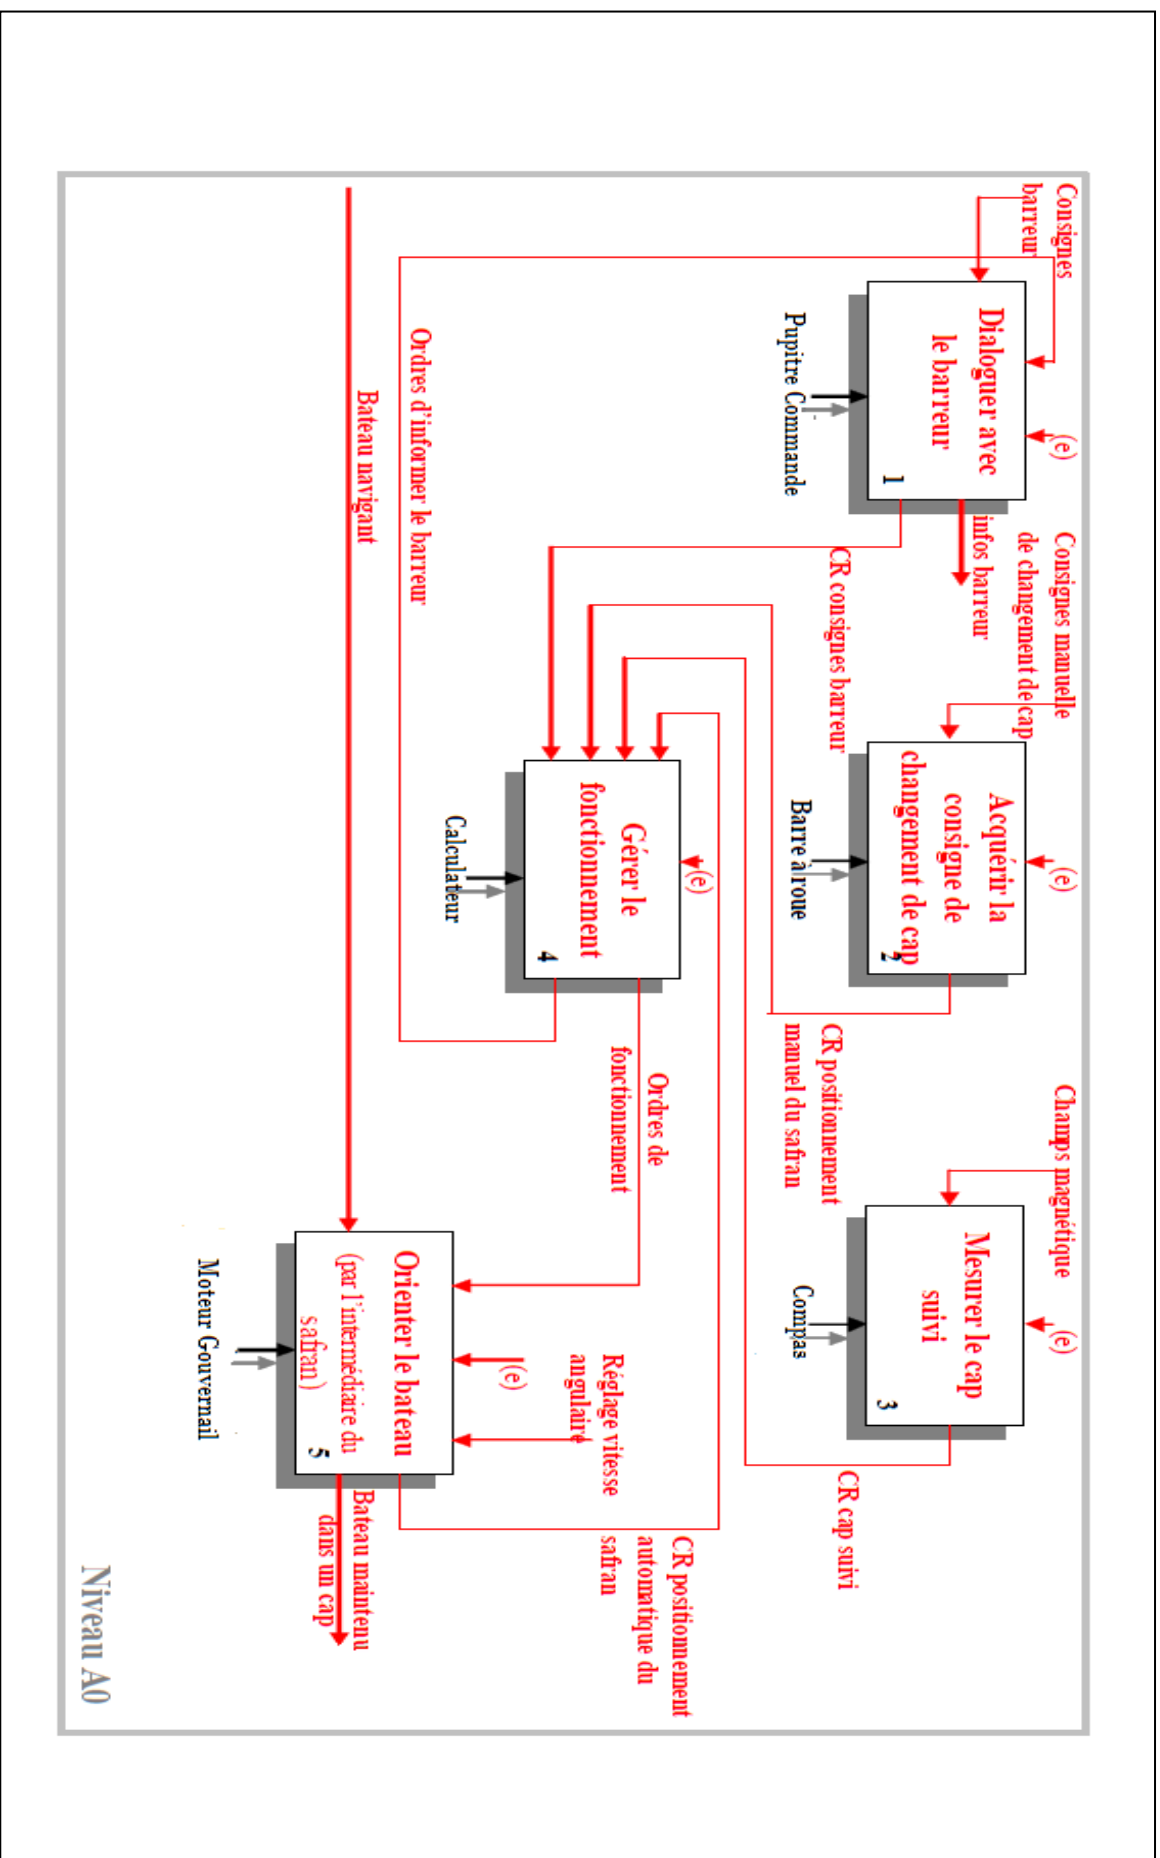 Consignes
barreur
Dialoguer avec
le barreur
1
(e)
Pupitre Commande
infos barreur
CR consignes barreur
Consignes manuelle
de changement de cap
Acquérir la
consigne de
changement de cap
2
(e)
Barre à roue
CR positionnement
manuel du safran
Champs magnétique
Mesurer le cap
suivi
3
(e)
Compas
CR cap suivi
Gérer le
fonctionnement
4
(e)
Calculateur
Ordres d'informer le barreur
Ordres de
fonctionnement
Bateau navigant
Orienter le bateau
(par l'intermédiaire du
safran)
5
(e)
Réglage vitesse
angulaire
Moteur Gouvernail
CR positionnement
automatique du
safran
Bateau maintenu
dans un cap
Niveau A0